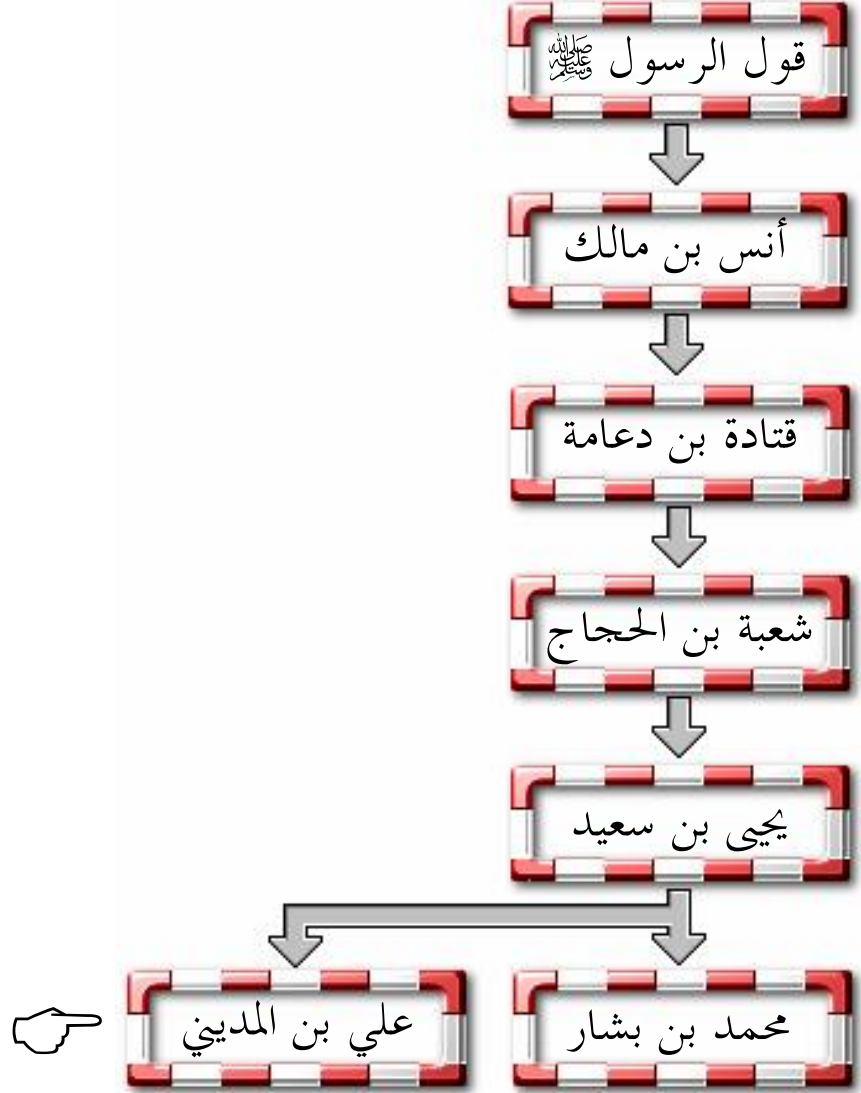 قول الرسول ﷺ
أنس بن مالك
قتادة بن دعامة
شعبة بن الحجاج
يحيى بن سعيد
محمد بن بشار
علي بن المديني